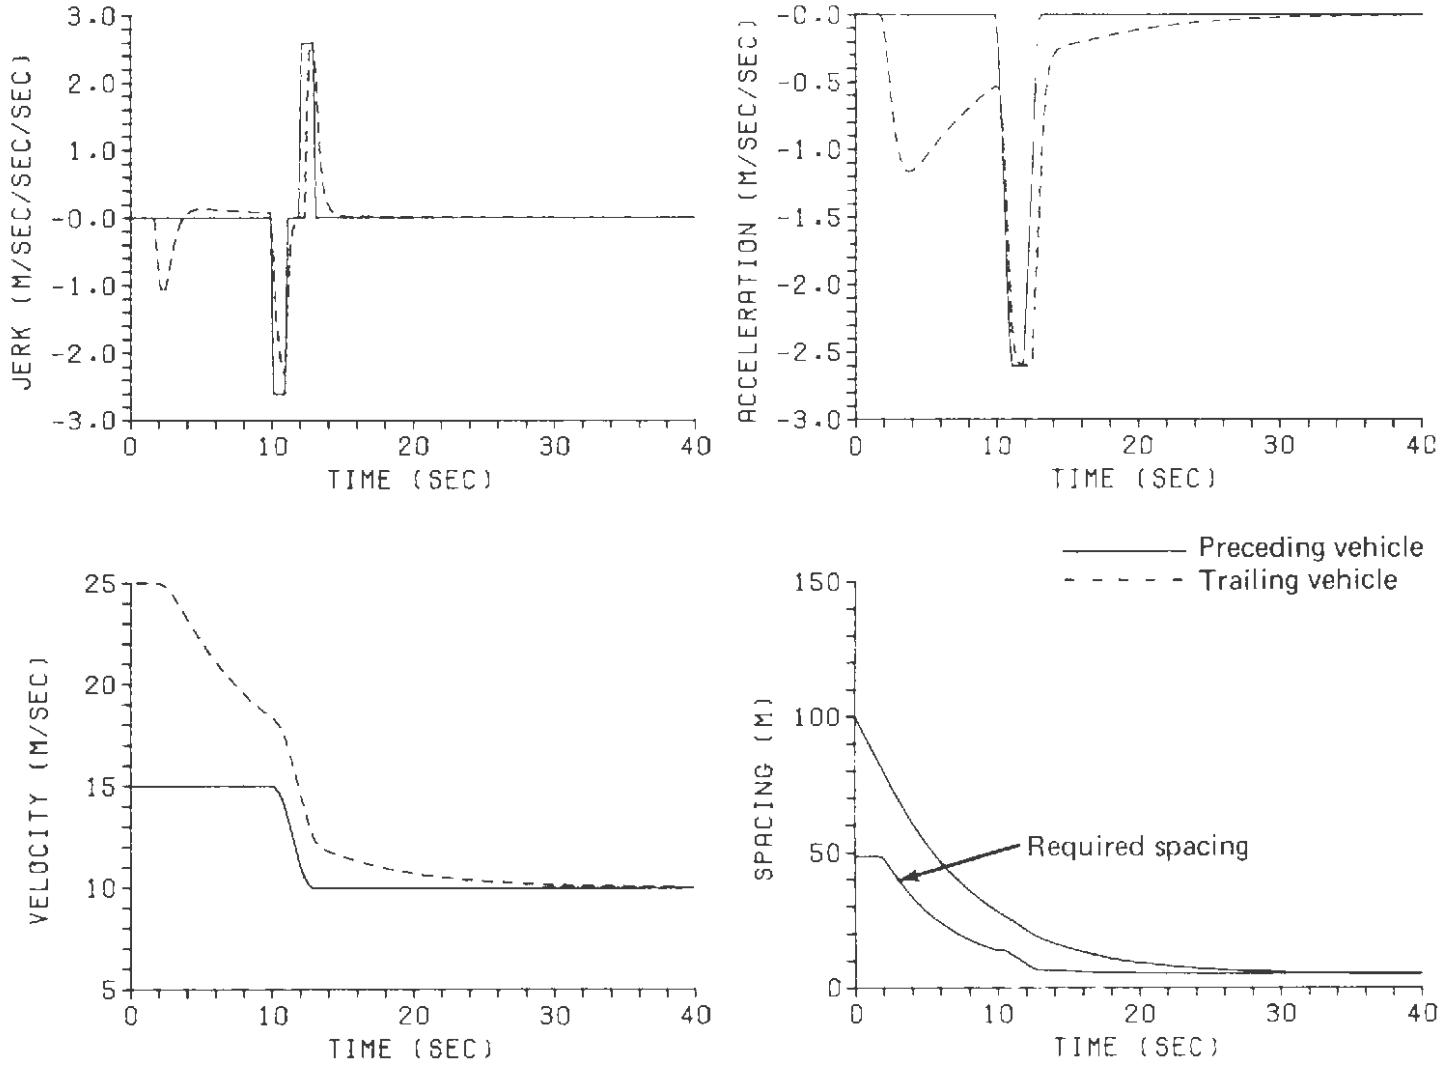 JERK (M/SEC/SEC/SEC)
3.0
2.0
1.0
-0.0
-1.0
-2.0
-3.0
0 10 20 30 40
TIME (SEC)
ACCELERATION (M/SEC/SEC)
-0.0
-0.5
-1.0
-1.5
-2.0
-2.5
-3.0
0 10 20 30 40
TIME (SEC)
Preceding vehicle
Trailing vehicle
VELOCITY (M/SEC)
25
20
15
10
5
0 10 20 30 40
TIME (SEC)
SPACING (M)
150
100
50
0
Required spacing
0 10 20 30 40
TIME (SEC)